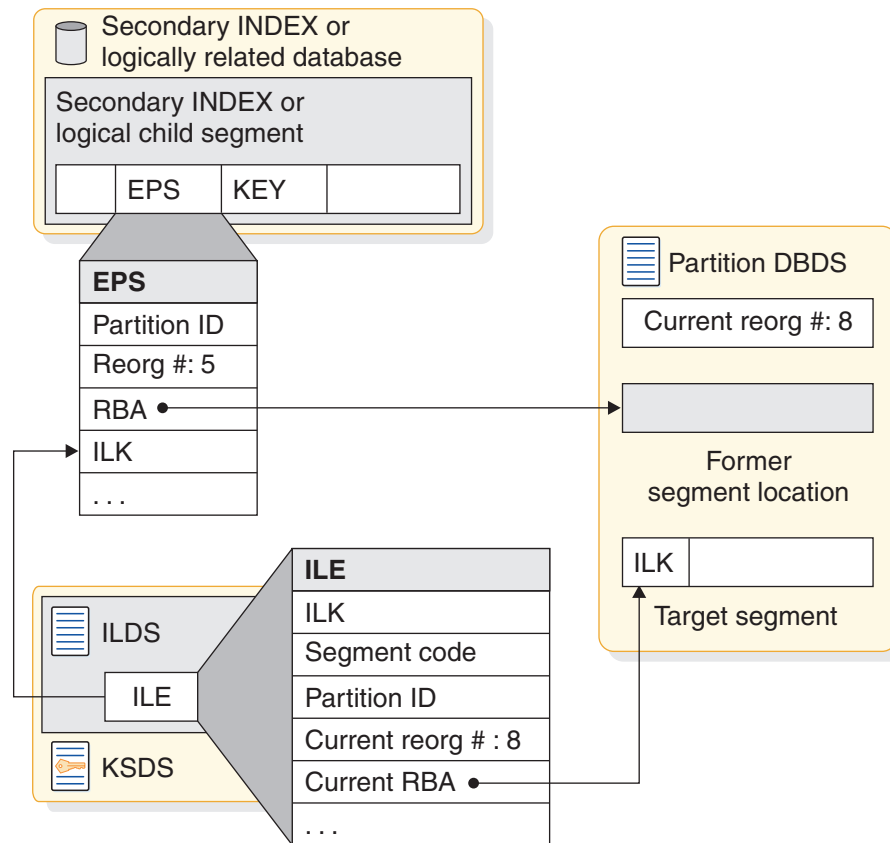 Secondary INDEX or
logically related database
Secondary INDEX or
logical child segment
EPS KEY
EPS
Partition ID
Reorg #: 5
RBA
ILK
. . .
Partition DBDS
Current reorg #: 8
Former
segment location
ILK
Target segment
ILDS
ILE
KSDS
ILE
ILK
Segment code
Partition ID
Current reorg # : 8
Current RBA
. . .